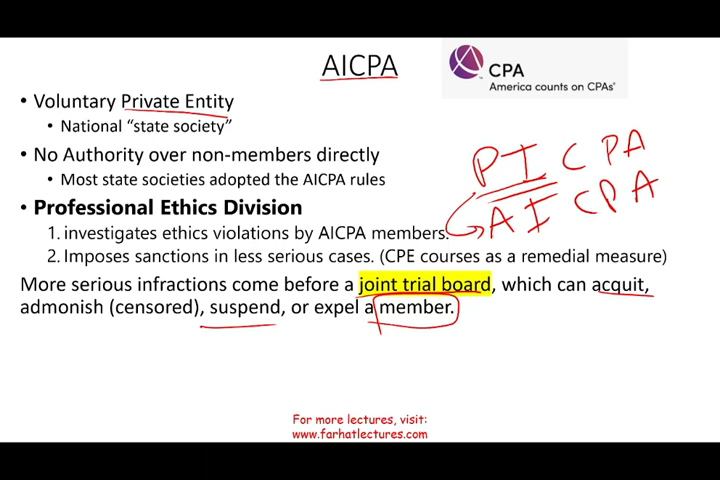 AICPA
CPA
America counts on CPAs®
• Voluntary Private Entity
• National “state society”
PICPA
• No Authority over non-members directly
• Most state societies adopted the AICPA rules
AICPA
• Professional Ethics Division
1. investigates ethics violations by AICPA members.
2. Imposes sanctions in less serious cases. (CPE courses as a remedial measure)
More serious infractions come before a joint trial board, which can acquit,
admonish (censored), suspend, or expel a member.
For more lectures, visit:
www.farhatlectures.com